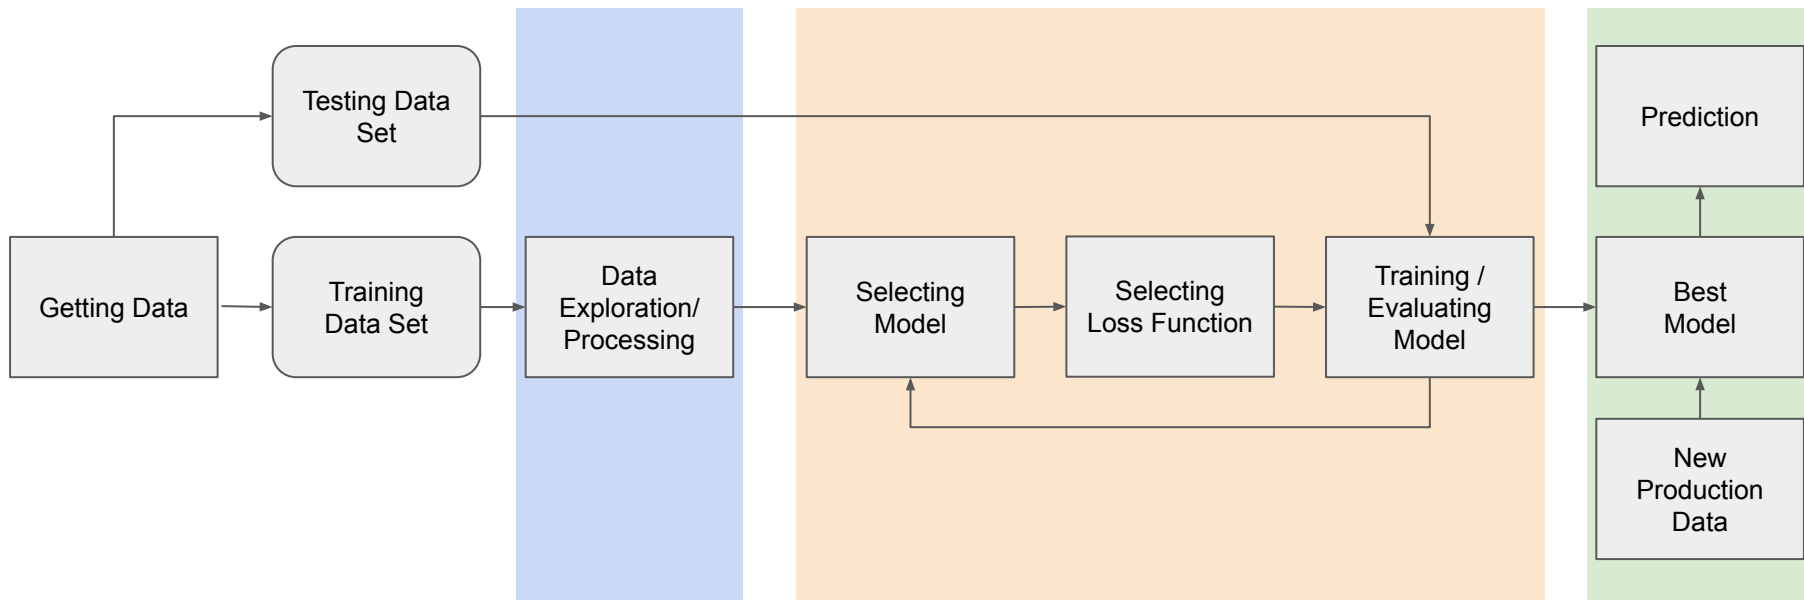 Testing Data
Set
Prediction
Getting Data
Training
Data Set
Data
Exploration/
Processing
Selecting
Model
Selecting
Loss Function
Training /
Evaluating
Model
Best
Model
New
Production
Data